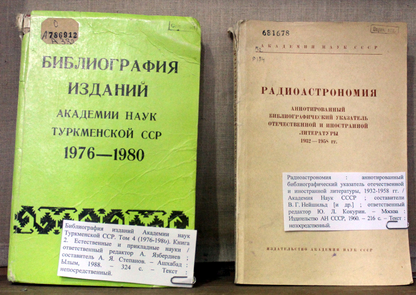 А786912
БИБЛИОГРАФИЯ
ИЗДАНИЙ
АКАДЕМИИ НАУК
ТУРКМЕНСКОЙ ССР
1976—1980
Библиография изданий Академии наук
Туркменской ССР. Том 4 (1976-1980). Книга
2. Естественные и прикладные науки /
ответственный редактор А. Язбердиев ;
составитель А. Я. Степанов. – Ашхабад :
Ылым, 1988. – 324 с. – Текст :
непосредственный.
681678
АКАДЕМИЯ НАУК СССР
РАДИОАСТРОНОМИЯ
АННОТИРОВАННЫЙ
БИБЛИОГРАФИЧЕСКИЙ УКАЗАТЕЛЬ
ОТЕЧЕСТВЕННОЙ И ИНОСТРАННОЙ
ЛИТЕРАТУРЫ
1932—1958 гг.
Радиоастрономия : аннотированный
библиографический указатель отечественной
и иностранной литературы, 1932-1958 гг. /
Академия Наук СССР ; составители
[и др.] ; ответственный
редактор Ю. Л. Кокурин. – Москва :
Издательство АН СССР, 1960. – 216 с. – Текст :
непосредственный.
ИЗДАТЕЛЬСТВО АКАДЕМИИ НАУК СССР